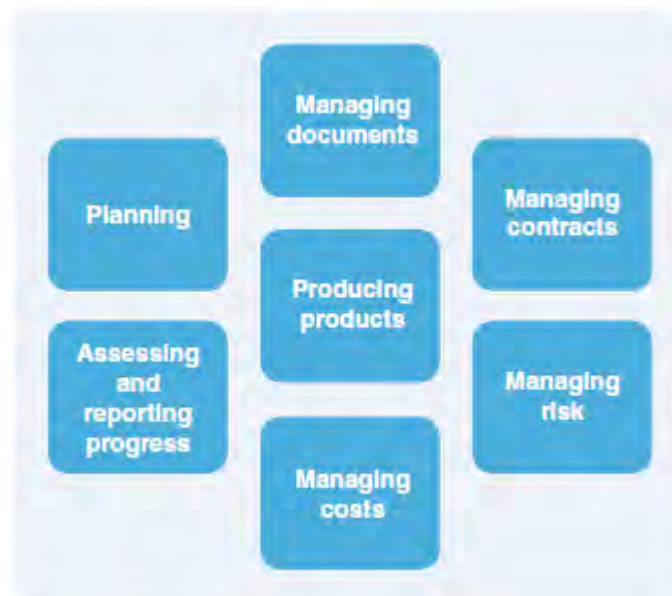 Managing
documents
Planning
Managing
contracts
Producing
products
Assessing
and
reporting
progress
Managing
risk
Managing
costs